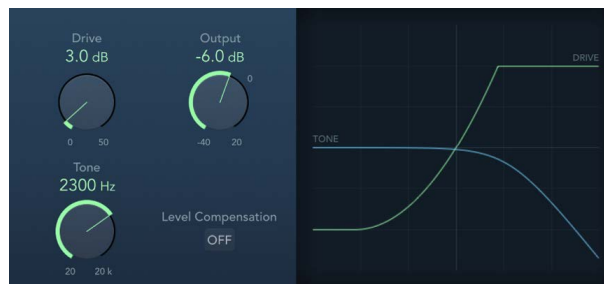 Drive
3.0 dB
0 50
Output
-6.0 dB
0
-40 20
Tone
2300 Hz
20 20 k
Level Compensation
OFF
DRIVE
TONE